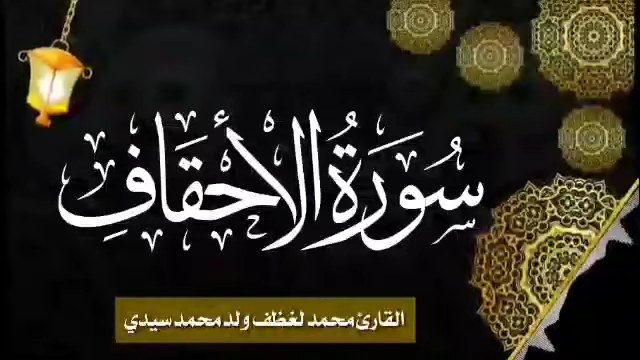 سُورَةُ الأَحْقَافِ
القارئ محمد لغظف ولد محمد سيدي